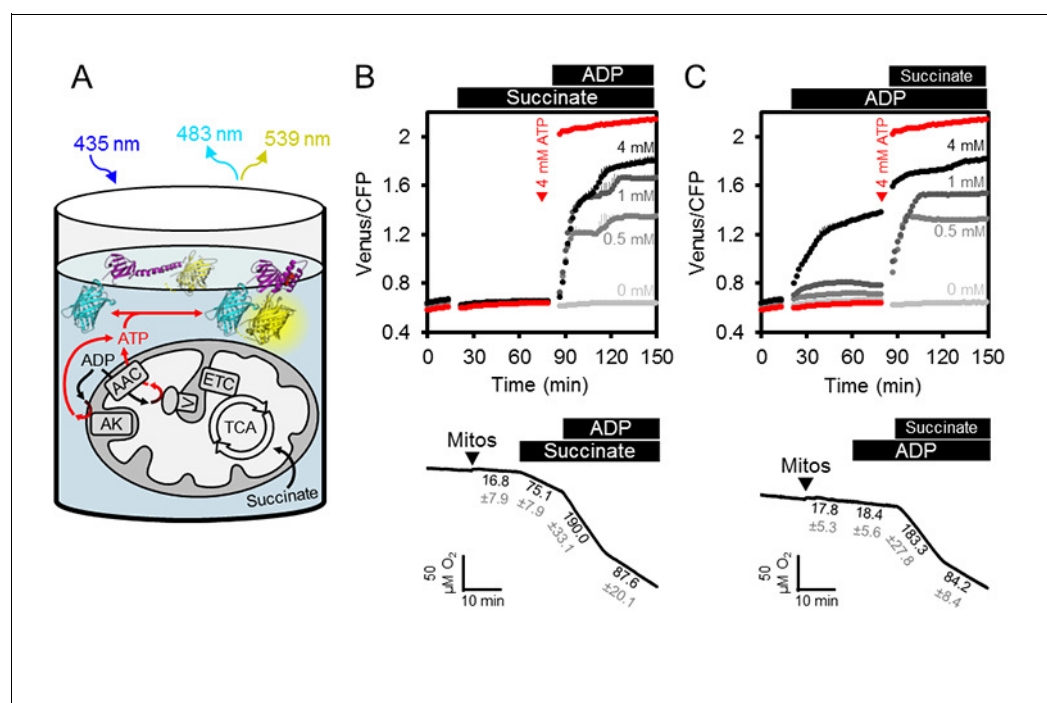 A
435 nm
483 nm
539 nm
ATP
ADP
AAC
V
ETC
AK
TCA
Succinate
B
ADP
Succinate
Venus/CFP
2
1.6
1.2
0.8
0.4
4 mM ATP
4 mM
1 mM
0.5 mM
0 mM
0 30 60 90 120 150
Time (min)
ADP
Succinate
Mitos
16.8
±7.9
75.1
±7.9
190.0
±33.1
87.6
±20.1
50
µM O2
10 min
C
Succinate
ADP
Venus/CFP
2
1.6
1.2
0.8
0.4
4 mM ATP
4 mM
1 mM
0.5 mM
0 mM
0 30 60 90 120 150
Time (min)
Succinate
ADP
Mitos
17.8
±5.3
18.4
±5.6
183.3
±27.8
84.2
±8.4
50
µM O2
10 min